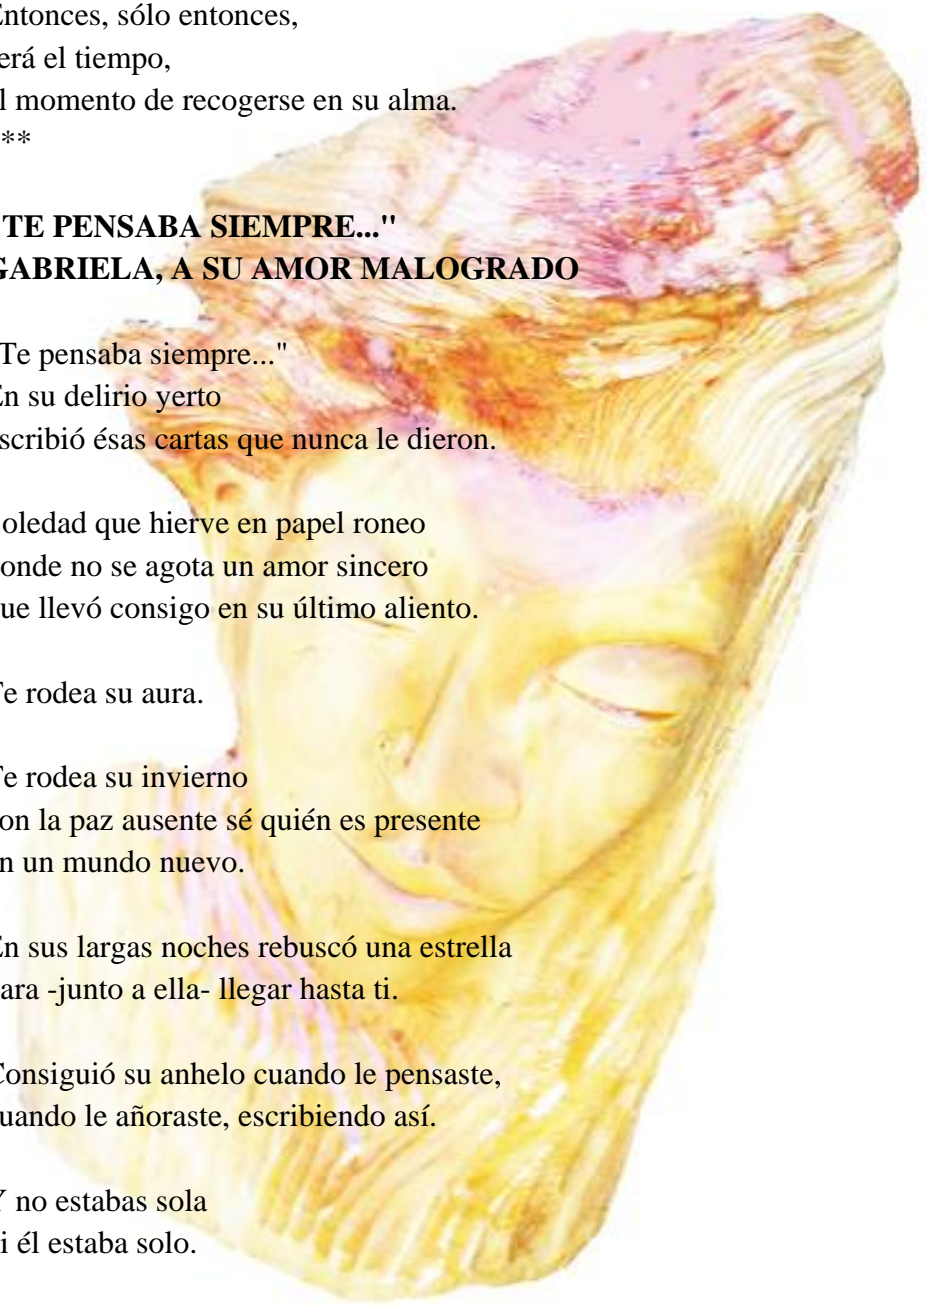 Entonces, sólo entonces,
erá el tiempo,
l momento de recogerse en su alma.
**
TE PENSABA SIEMPRE..."
GABRIELA, A SU AMOR MALOGRADO
Te pensaba siempre..."
En su delirio yerto
scribió ésas cartas que nunca le dieron.
oledad que hierve en papel roneo
onde no se agota un amor sincero
ue llevó consigo en su último aliento.
Te rodea su aura.
Te rodea su invierno
on la paz ausente sé quién es presente
n un mundo nuevo.
En sus largas noches rebuscó una estrella
ara -junto a ella- llegar hasta ti.
Consiguió su anhelo cuando le pensaste,
uando le añoraste, escribiendo así.
Y no estabas sola
i él estaba solo.